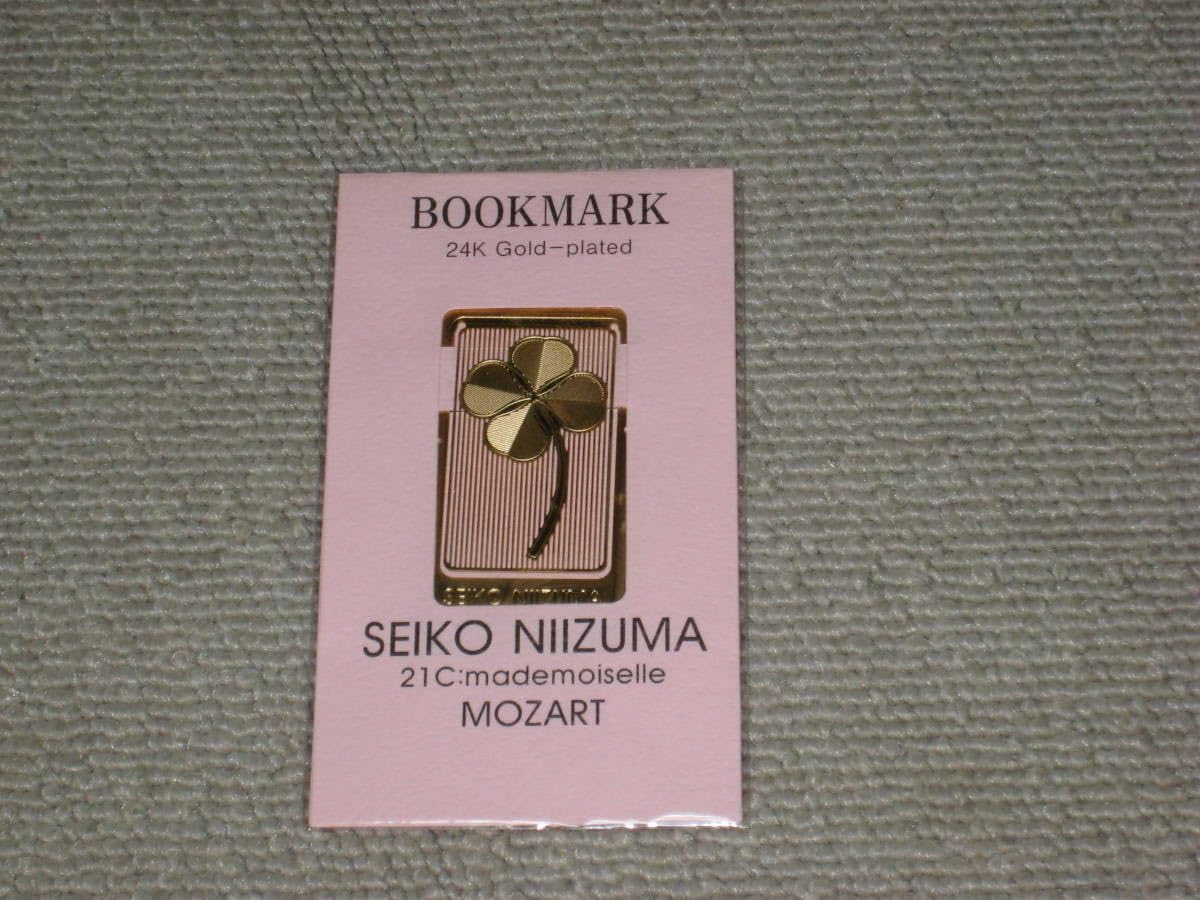 BOOKMARK
24K Gold-plated
SEIKO NIIZUMA
SEIKO NIIZUMA
21C:mademoiselle
MOZART